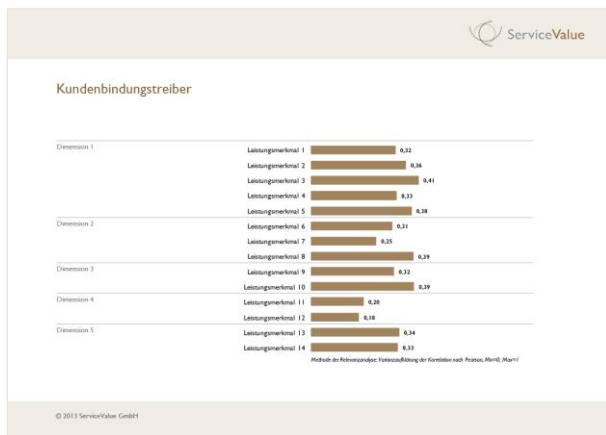 ServiceValue
Kundenbindungstreiber
Dimension 1
Leistungsmerkmal 1 0,32
Leistungsmerkmal 2 0,36
Leistungsmerkmal 3 0,41
Leistungsmerkmal 4 0,33
Leistungsmerkmal 5 0,38
Dimension 2
Leistungsmerkmal 6 0,31
Leistungsmerkmal 7 0,25
Leistungsmerkmal 8 0,39
Dimension 3
Leistungsmerkmal 9 0,32
Leistungsmerkmal 10 0,39
Dimension 4
Leistungsmerkmal 11 0,20
Leistungsmerkmal 12 0,18
Dimension 5
Leistungsmerkmal 13 0,34
Leistungsmerkmal 14 0,33
Methode der Relevanzanalyse: Varianzaufklärung der Korrelation nach Pearson, Min=0; Max=1
© 2013 ServiceValue GmbH